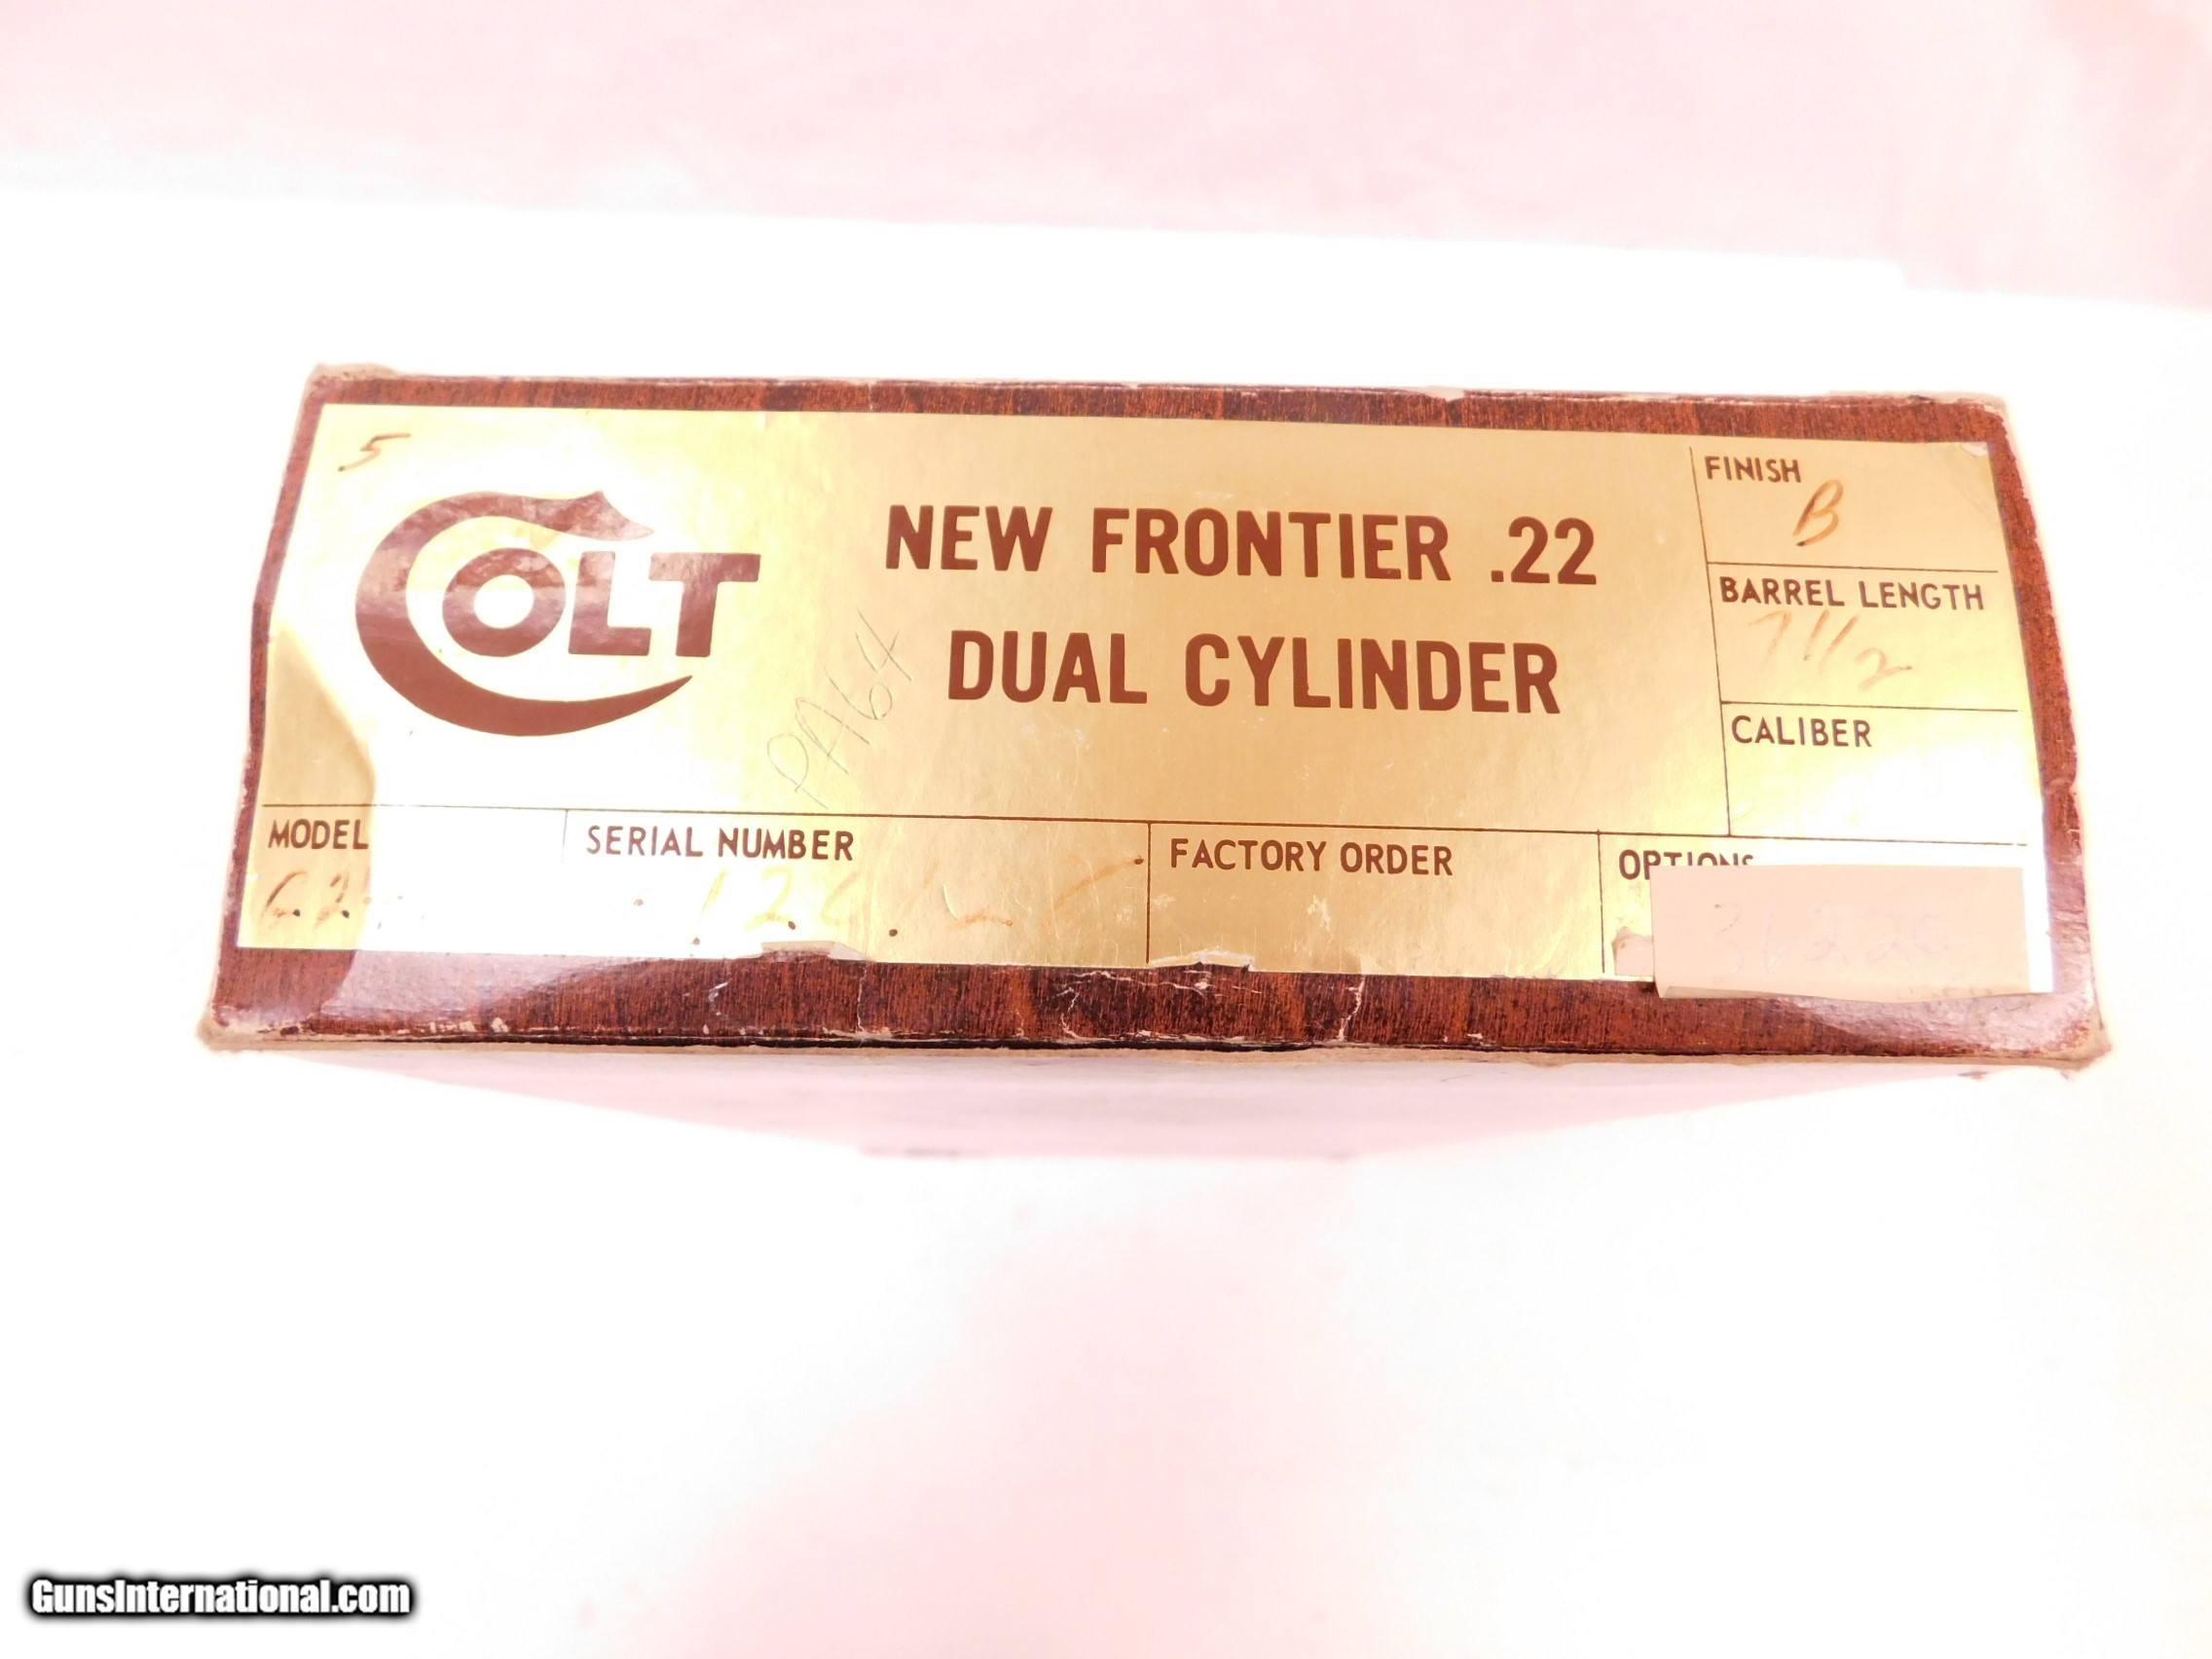 5
COLT
NEW FRONTIER .22
DUAL CYLINDER
PA64
FINISH
B
BARREL LENGTH
7 1/2
CALIBER
MODEL
SERIAL NUMBER
FACTORY ORDER
OPTIONS
GunsInternational.com